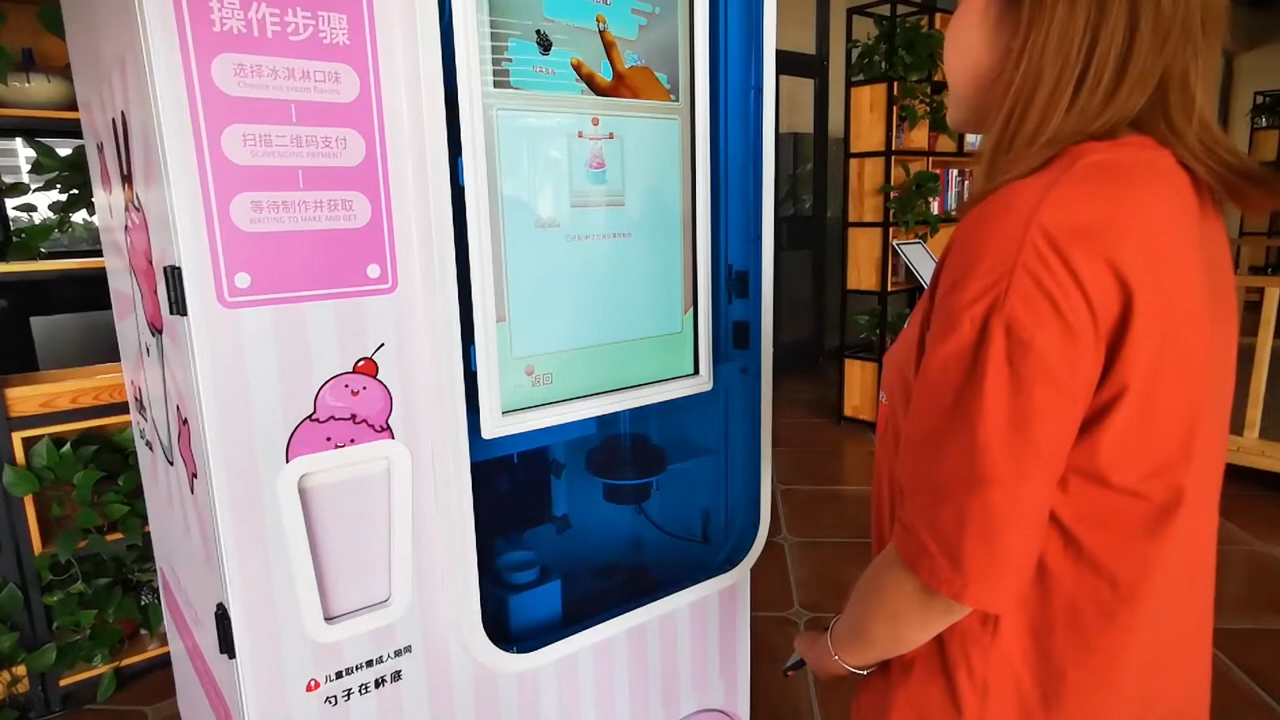 操作步骤
选择冰淇淋口味
Choose ice cream flavors
扫描二维码支付
SCAVENGING PAYMENT
等待制作并获取
WAITING TO MAKE AND GET
返回
儿童取杯需成人陪同
勺子在杯底